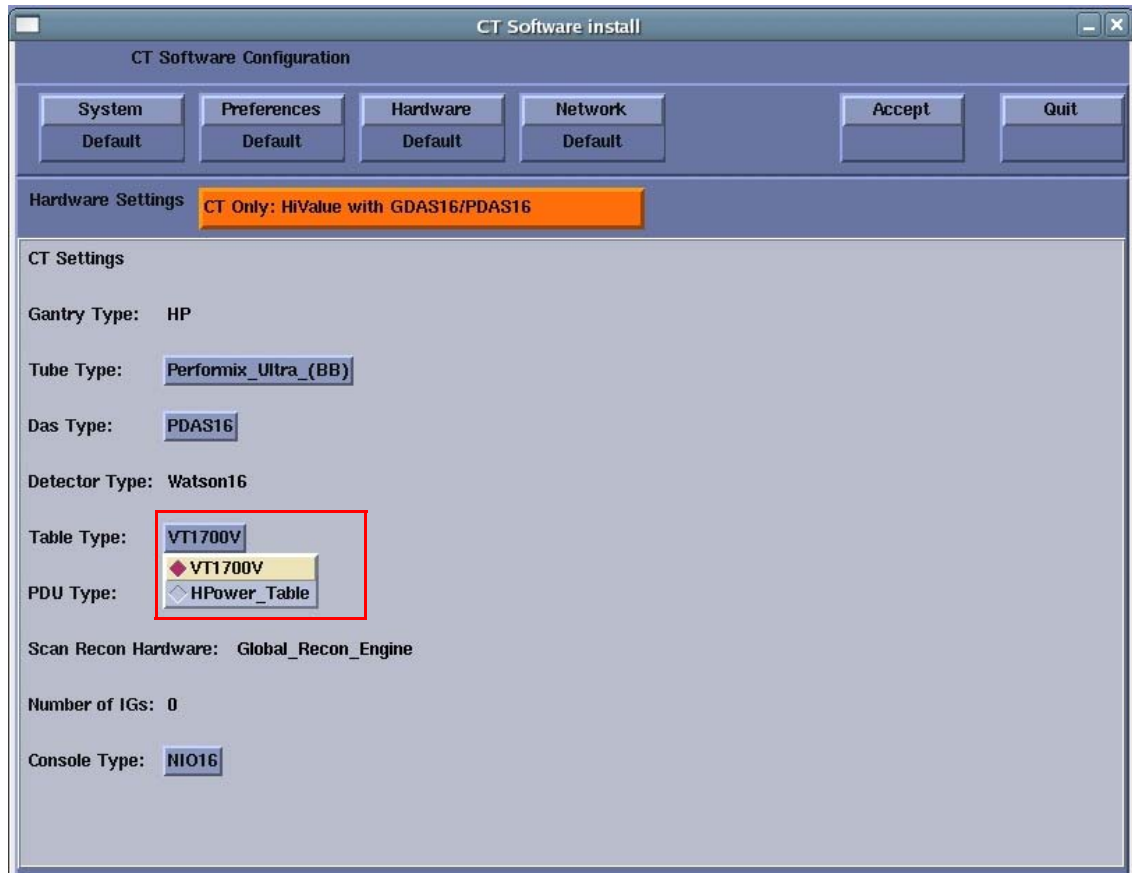 CT Software install
CT Software Configuration
System Preferences Hardware Network Accept Quit
Default Default Default Default
Hardware Settings CT Only: HiValue with GDAS16/PDAS16
CT Settings
Gantry Type: HP
Tube Type: Performix_Ultra_(BB)
Das Type: PDAS16
Detector Type: Watson16
Table Type: VT1700V
VT1700V
PDU Type: HPower_Table
Scan Recon Hardware: Global_Recon_Engine
Number of IGs: 0
Console Type: NIO16